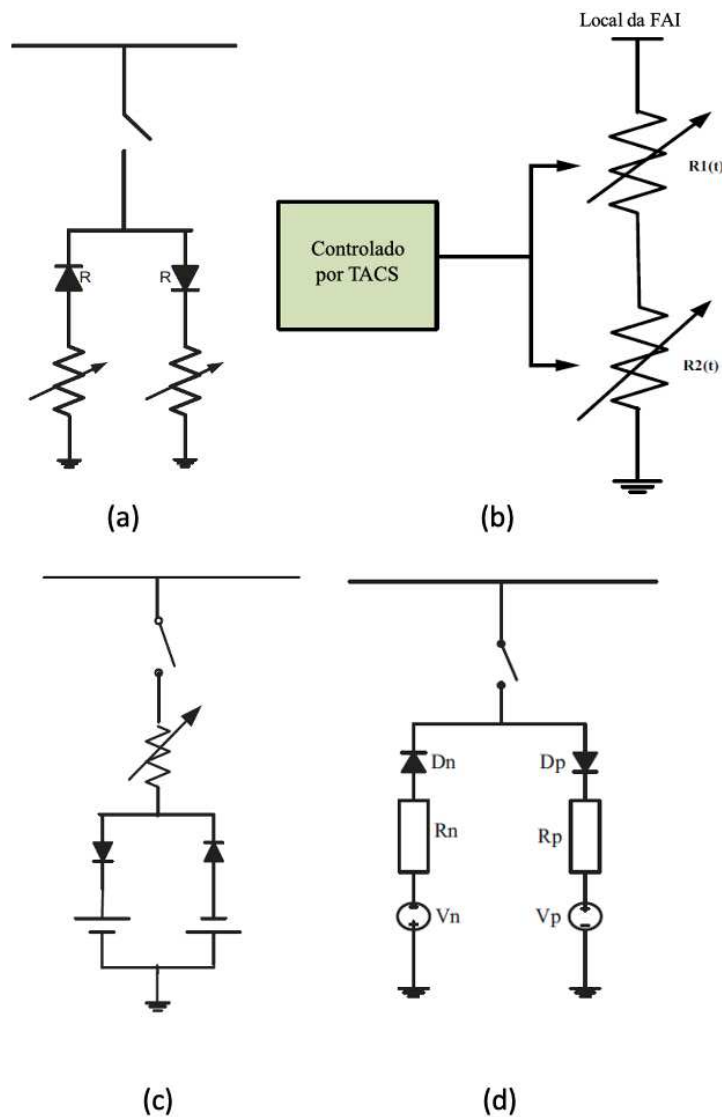 Local da FAI
R1(t)
Controlado
por TACS
R2(t)
R
R
(a)
(b)
Dn
Dp
Rn
Rp
Vn
Vp
(c)
(d)